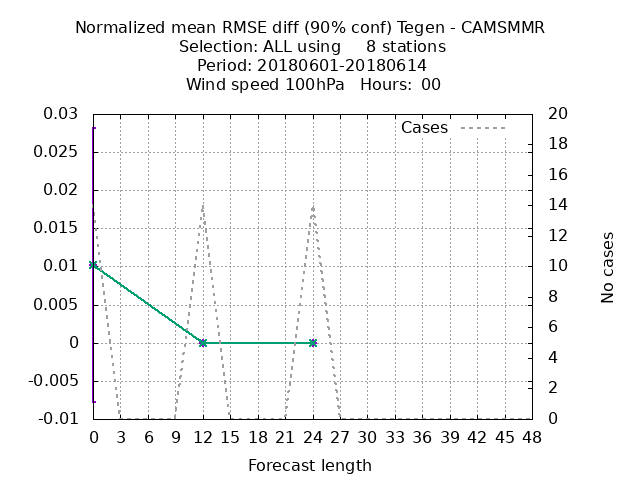 Normalized mean RMSE diff (90% conf) Tegen - CAMSMMR
Selection: ALL using     8 stations
Period: 20180601-20180614
Wind speed 100hPa   Hours:  00
Cases
0.03
0.025
0.02
0.015
0.01
0.005
0
-0.005
-0.01
20
18
16
14
12
10
8
6
4
2
0
No cases
0 3 6 9 12 15 18 21 24 27 30 33 36 39 42 45 48
Forecast length